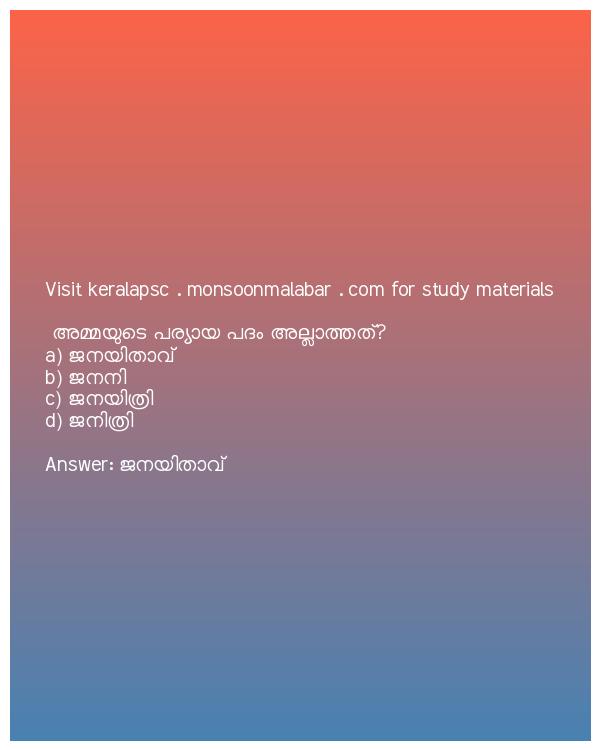 Visit keralapsc . monsoonmalabar . com for study materials
അമ്മയുടെ പര്യായ പദം അല്ലാത്തത്?
a) ജനയിതാവ്
b) ജനനി
c) ജനയിത്രി
d) ജനിത്രി
Answer: ജനയിതാവ്